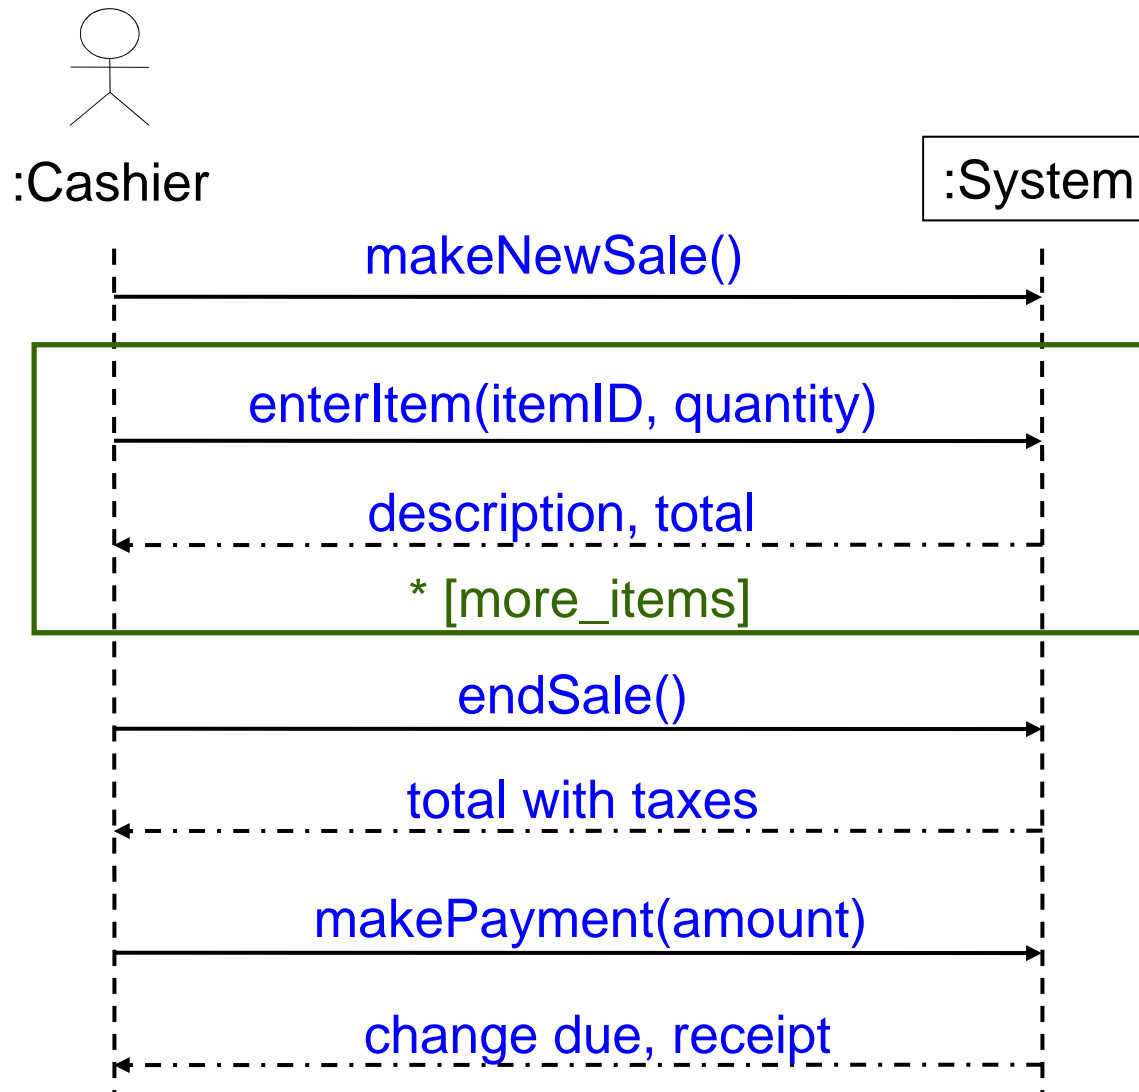 :Cashier
:System
makeNewSale()
enterItem(itemID, quantity)
description, total
* [more_items]
endSale()
total with taxes
makePayment(amount)
change due, receipt